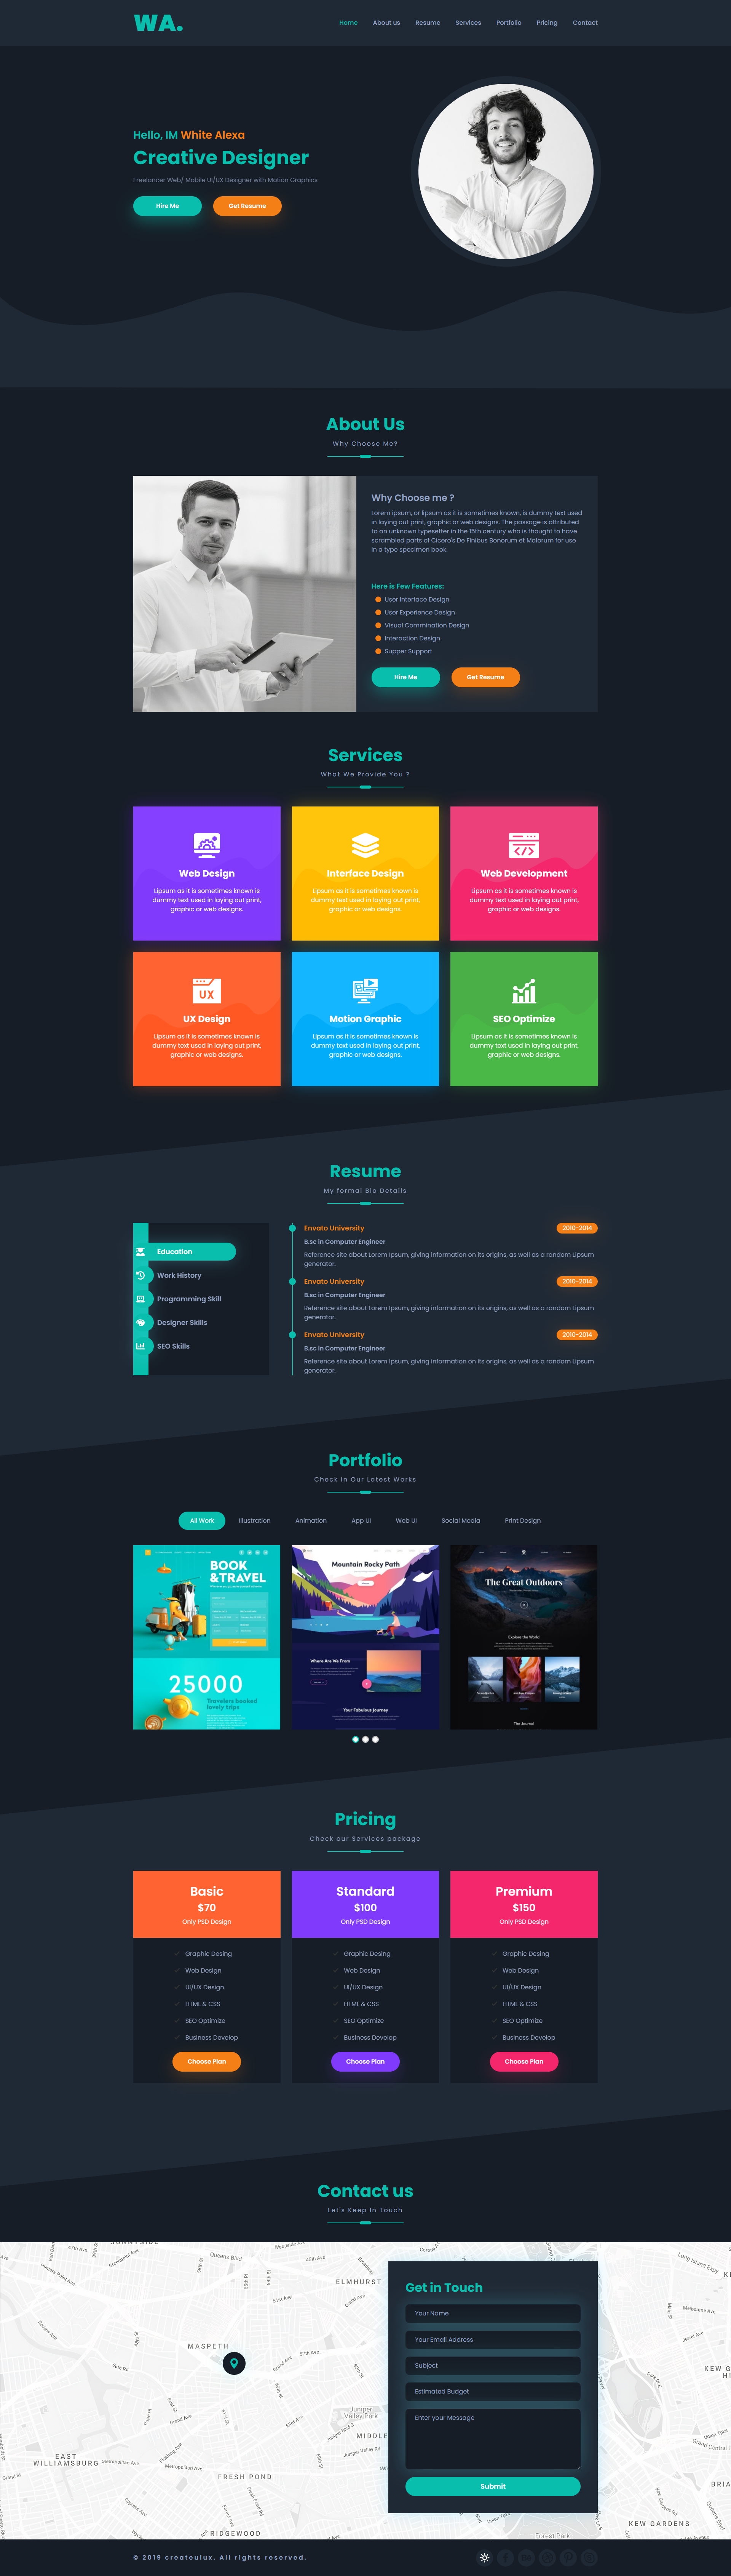 WA.
Home About us Resume Services Portfolio Pricing Contact
Hello, IM White Alexa
Creative Designer
Freelancer Web/ Mobile UI/UX Designer with Motion Graphics
Hire Me Get Resume
About Us
Why Choose Me?
Why Choose me ?
Lorem ipsum, or lipsum as it is sometimes known, is dummy text used
in laying out print, graphic or web designs. The passage is attributed
to an unknown typesetter in the 15th century who is thought to have
scrambled parts of Cicero's De Finibus Bonorum et Malorum for use
in a type specimen book.
Here is Few Features:
User Interface Design
User Experience Design
Visual Commination Design
Interaction Design
Supper Support
Hire Me Get Resume
Services
What We Provide You ?
Web Design
Lipsum as it is sometimes known is
dummy text used in laying out print,
graphic or web designs.
Interface Design
Lipsum as it is sometimes known is
dummy text used in laying out print,
graphic or web designs.
Web Development
Lipsum as it is sometimes known is
dummy text used in laying out print,
graphic or web designs.
UX
UX Design
Lipsum as it is sometimes known is
dummy text used in laying out print,
graphic or web designs.
Motion Graphic
Lipsum as it is sometimes known is
dummy text used in laying out print,
graphic or web designs.
SEO Optimize
Lipsum as it is sometimes known is
dummy text used in laying out print,
graphic or web designs.
Resume
My formal Bio Details
Education
Work History
Programming Skill
Designer Skills
SEO Skills
Envato University 2010-2014
B.sc in Computer Engineer
Reference site about Lorem Ipsum, giving information on its origins, as well as a random Lipsum
generator.
Envato University 2010-2014
B.sc in Computer Engineer
Reference site about Lorem Ipsum, giving information on its origins, as well as a random Lipsum
generator.
Envato University 2010-2014
B.sc in Computer Engineer
Reference site about Lorem Ipsum, giving information on its origins, as well as a random Lipsum
generator.
Portfolio
Check in Our Latest Works
All Work Illustration Animation App UI Web UI Social Media Print Design
BOOK
&TRAVEL
25000
Travelers booked
lovely trips
Mountain Rocky Path
Where Are We From
Your Fabulous Journey
The Great Outdoors
Explore the World
The Journal
Pricing
Check our Services package
Basic
$70
Only PSD Design
Graphic Desing
Web Design
UI/UX Design
HTML & CSS
SEO Optimize
Business Develop
Choose Plan
Standard
$100
Only PSD Design
Graphic Desing
Web Design
UI/UX Design
HTML & CSS
SEO Optimize
Business Develop
Choose Plan
Premium
$150
Only PSD Design
Graphic Desing
Web Design
UI/UX Design
HTML & CSS
SEO Optimize
Business Develop
Choose Plan
Contact us
Let's Keep In Touch
Queens Blvd
ELMHURST
Long Island Expy
MASPETH
Juniper
Valley Park
MIDDLE
EAST
WILLIAMSBURG
Metropolitan Ave
Metropolitan Ave
FRESH POND
RIDGEWOOD
Forest Park
KEW GARDENS
Get in Touch
Your Name
Your Email Address
Subject
Estimated Budget
Enter your Message
Submit
© 2019 createuiux. All rights reserved.